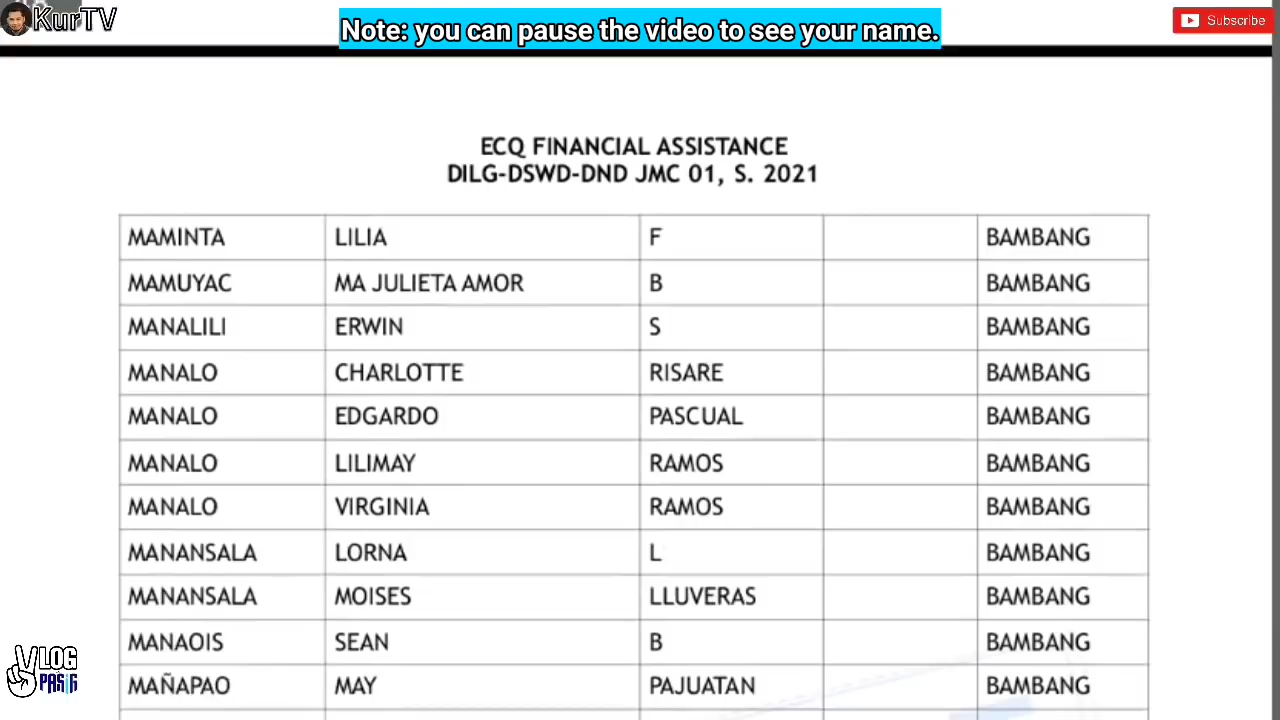 KurTV
Note: you can pause the video to see your name.
Subscribe
ECQ FINANCIAL ASSISTANCE
DILG-DSWD-DND JMC 01, S. 2021
MAMINTA LILIA F BAMBANG
MAMUYAC MA JULIETA AMOR B BAMBANG
MANALILI ERWIN S BAMBANG
MANALO CHARLOTTE RISARE BAMBANG
MANALO EDGARDO PASCUAL BAMBANG
MANALO LILIMAY RAMOS BAMBANG
MANALO VIRGINIA RAMOS BAMBANG
MANANSALA LORNA L BAMBANG
MANANSALA MOISES LLUVERAS BAMBANG
MANAOIS SEAN B BAMBANG
MAÑAPAO MAY PAJUATAN BAMBANG
VLOG
PASIG